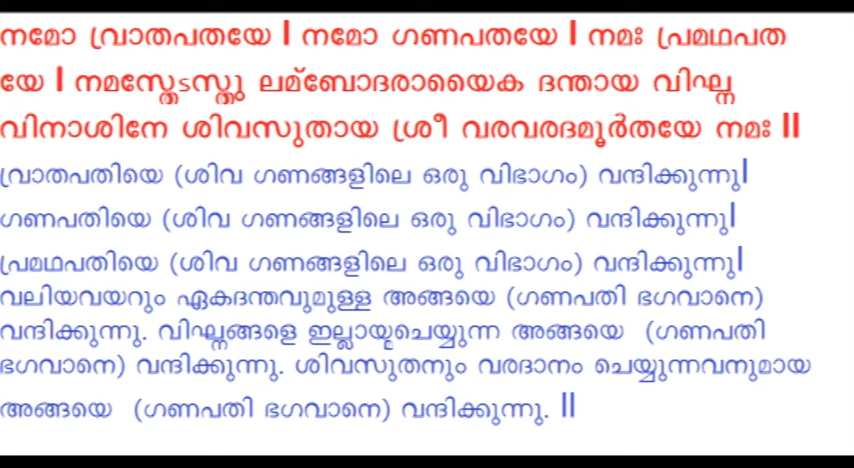 നമോ വ്രാതപതയേ | നമോ ഗണപതയേ | നമഃ പ്രമഥപത
യേ | നമസ്തേഽസ്തു ലമ്ബോദരായൈക ദന്തായ വിഘ്ന
വിനാശിനേ ശിവസുതായ ശ്രീ വരവരദമൂർതയേ നമഃ ||
വ്രാതപതിയെ (ശിവ ഗണങ്ങളിലെ ഒരു വിഭാഗം) വന്ദിക്കുന്നു|
ഗണപതിയെ (ശിവ ഗണങ്ങളിലെ ഒരു വിഭാഗം) വന്ദിക്കുന്നു|
പ്രമഥപതിയെ (ശിവ ഗണങ്ങളിലെ ഒരു വിഭാഗം) വന്ദിക്കുന്നു|
വലിയവയറും ഏകദന്തവുമുള്ള അങ്ങയെ (ഗണപതി ഭഗവാനെ)
വന്ദിക്കുന്നു. വിഘ്നങ്ങളെ ഇല്ലായ്മചെയ്യുന്ന അങ്ങയെ (ഗണപതി
ഭഗവാനെ) വന്ദിക്കുന്നു. ശിവസുതനും വരദാനം ചെയ്യുന്നവനുമായ
അങ്ങയെ (ഗണപതി ഭഗവാനെ) വന്ദിക്കുന്നു. ||